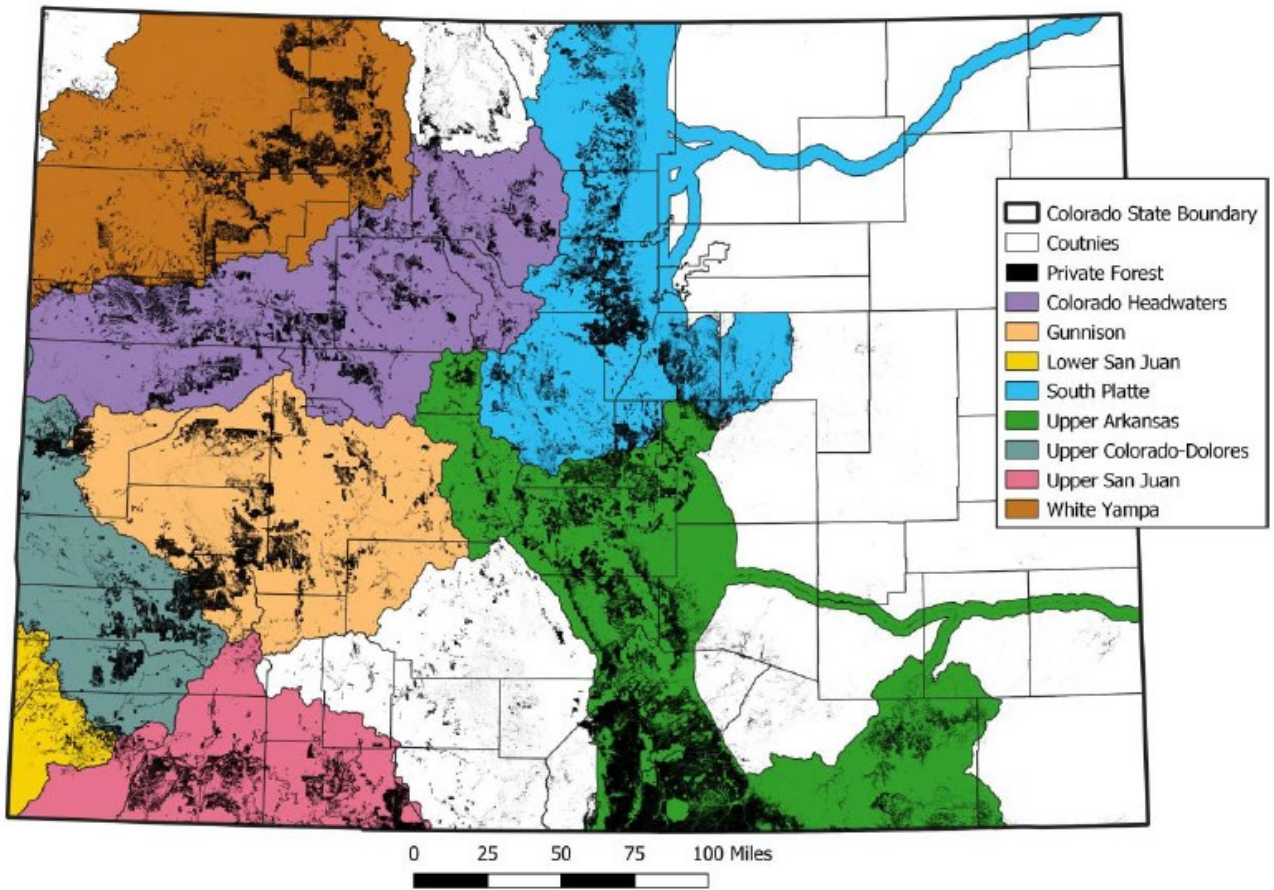 Colorado State Boundary
Coutnies
Private Forest
Colorado Headwaters
Gunnison
Lower San Juan
South Platte
Upper Arkansas
Upper Colorado-Dolores
Upper San Juan
White Yampa
0 25 50 75 100 Miles